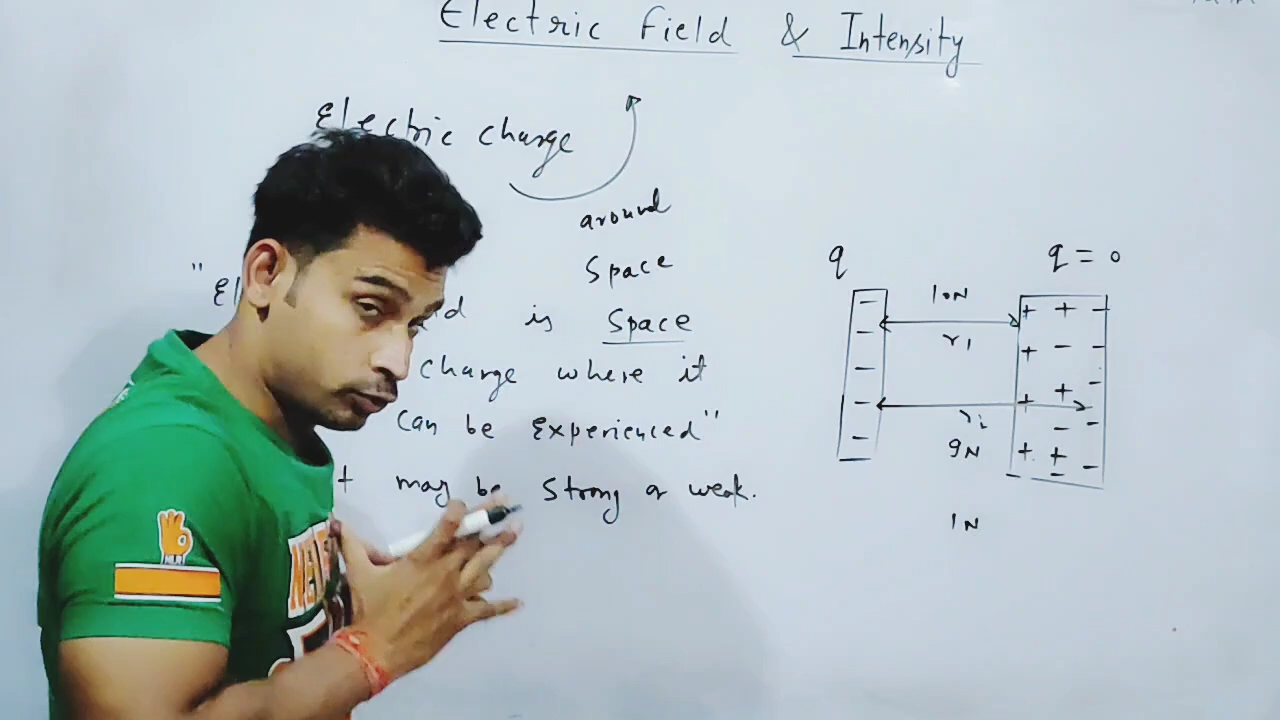 Electric Field & Intensity
Electric charge
around
Space
is Space
charge where it
can be Experienced"
may be Strong or weak.
q
q = 0
10N
r1
r2
9N
1N
- - - - -
+ + -
+ - -
+ + -
- -
+ + -
- -